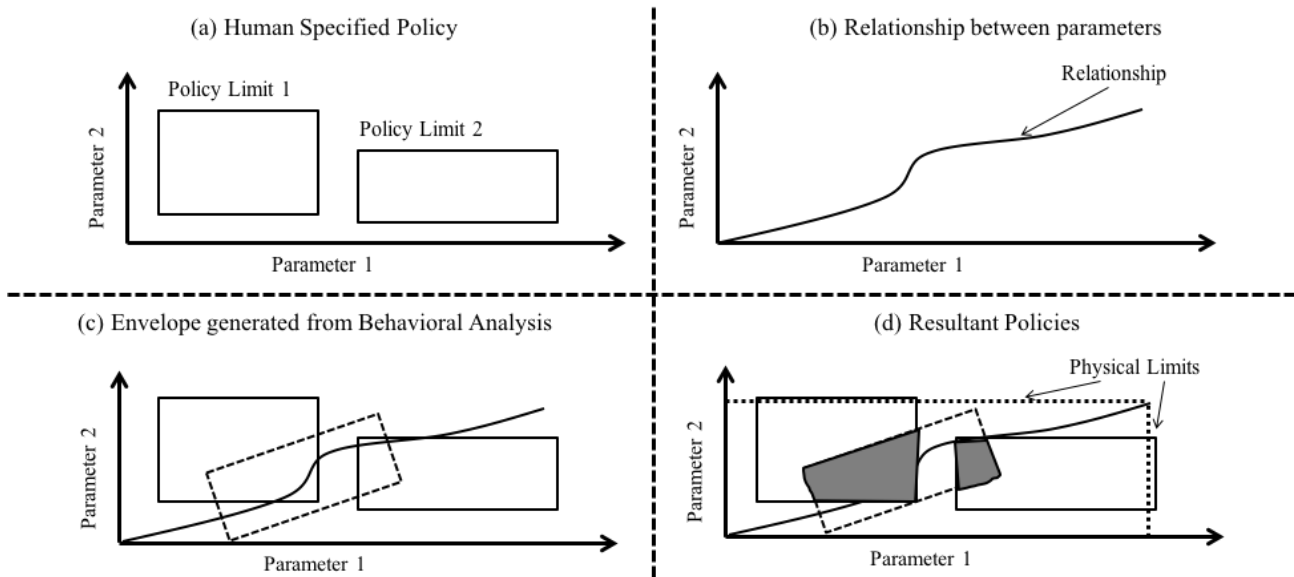 (a) Human Specified Policy
Policy Limit 1
Policy Limit 2
Parameter 2
Parameter 1
(b) Relationship between parameters
Relationship
Parameter 2
Parameter 1
(c) Envelope generated from Behavioral Analysis
Parameter 2
Parameter 1
(d) Resultant Policies
Physical Limits
Parameter 2
Parameter 1